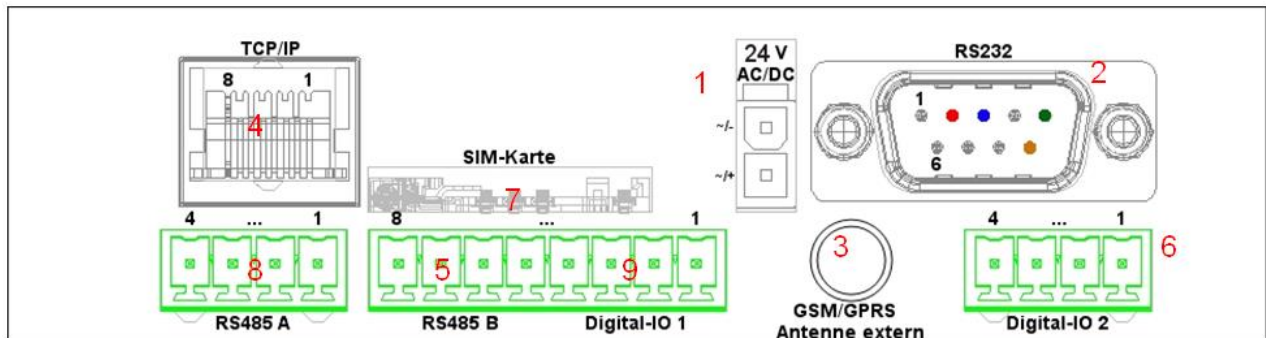 TCP/IP
8 1
4
SIM-Karte
7
1
24 V
AC/DC
~/-
~/+
RS232
2
1
6
4 ... 1
8
RS485 A
8 ... 1
5 9
RS485 B Digital-IO 1
3
GSM/GPRS
Antenne extern
4 ... 1
6
Digital-IO 2